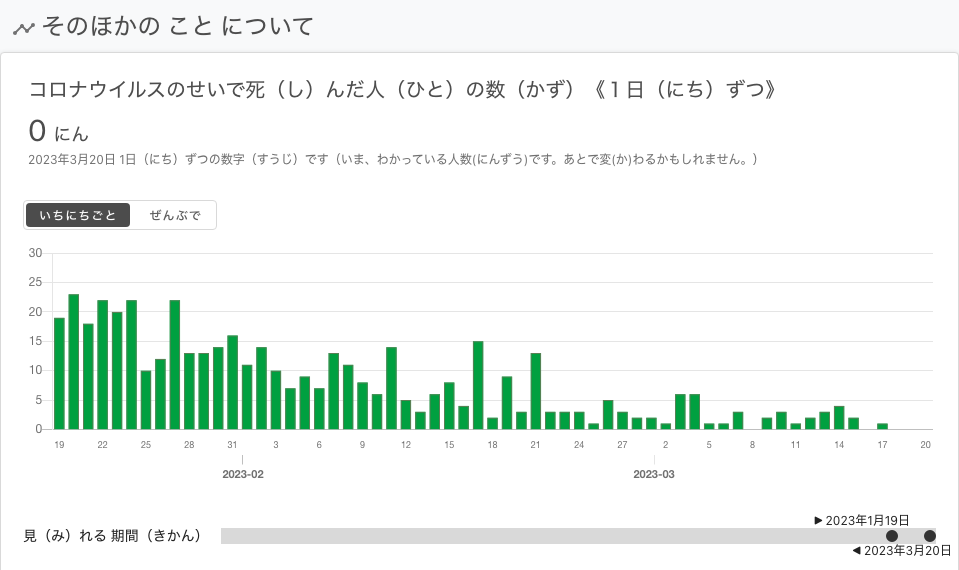 そのほかの こと について
コロナウイルスのせいで死（し）んだ人（ひと）の数（かず）《１日（にち）ずつ》
0 にん
2023年3月20日 1日（にち）ずつの数字（すうじ）です（いま、わかっている人数(にんずう)です。あとで変(か)わるかもしれません。）
いちにちごと ぜんぶで
30
25
20
15
10
5
0
19 22 25 28 31 3 6 9 12 15 18 21 24 27 2 5 8 11 14 17 20
2023-02 2023-03
▶ 2023年1月19日
見（み）れる 期間（きかん）
◀ 2023年3月20日